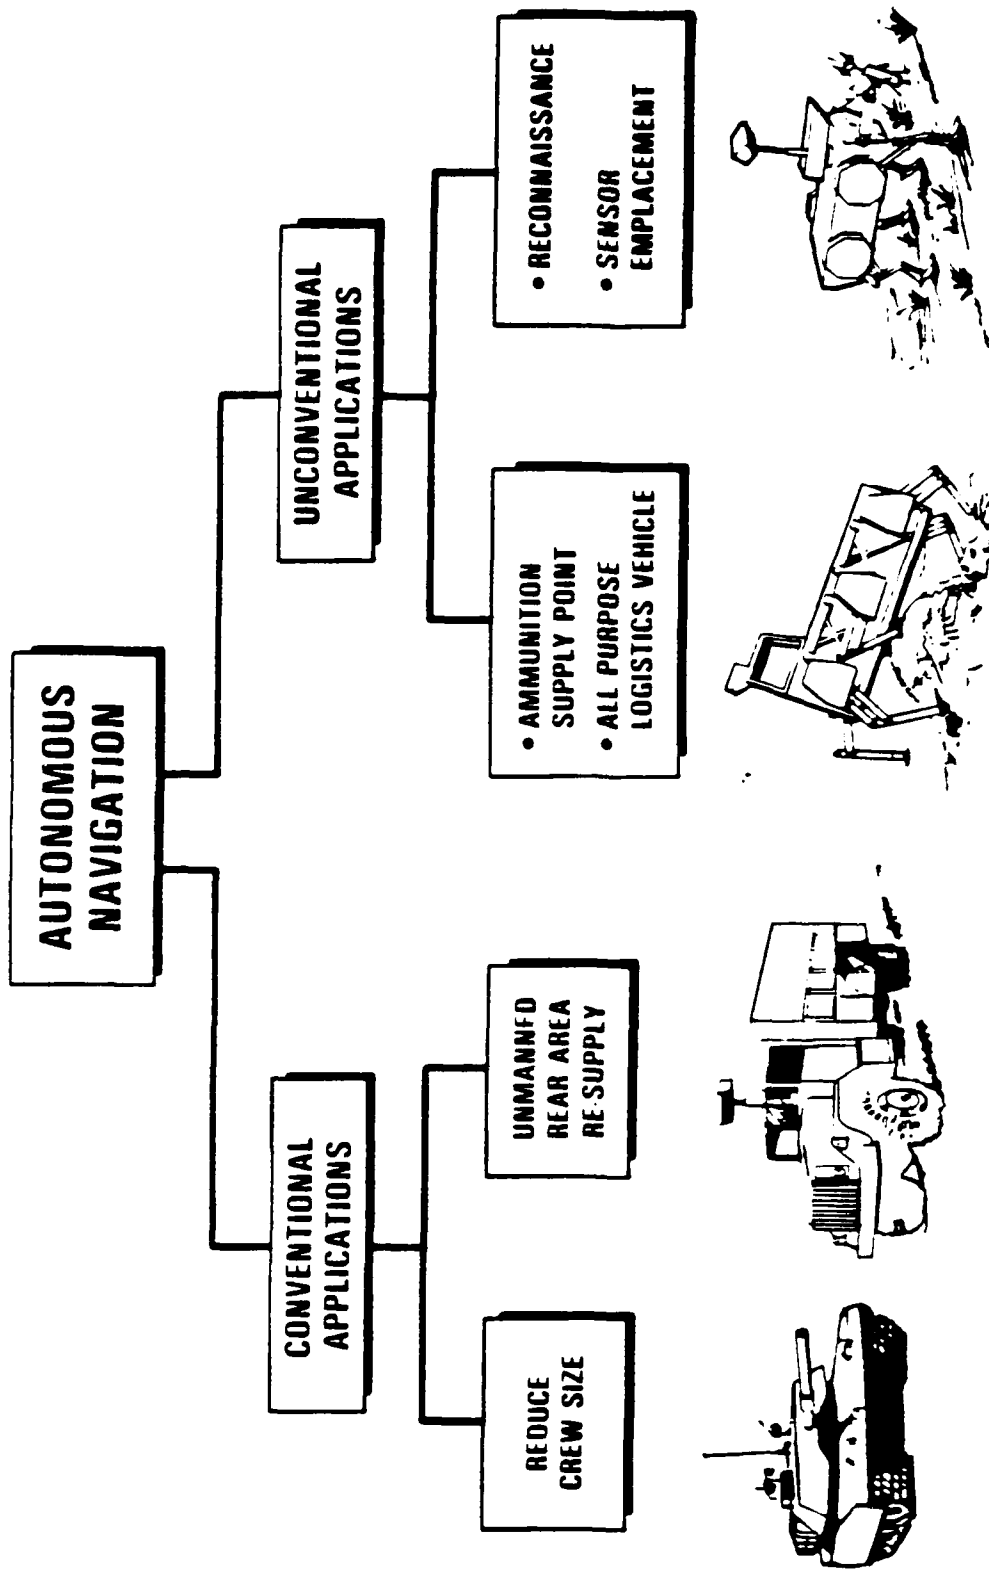 AUTONOMOUS
NAVIGATION
CONVENTIONAL
APPLICATIONS
UNCONVENTIONAL
APPLICATIONS
REDUCE
CREW SIZE
UNMANNED
REAR AREA
RE-SUPPLY
• AMMUNITION
SUPPLY POINT
• ALL PURPOSE
LOGISTICS VEHICLE
• RECONNAISSANCE
• SENSOR
EMPLACEMENT